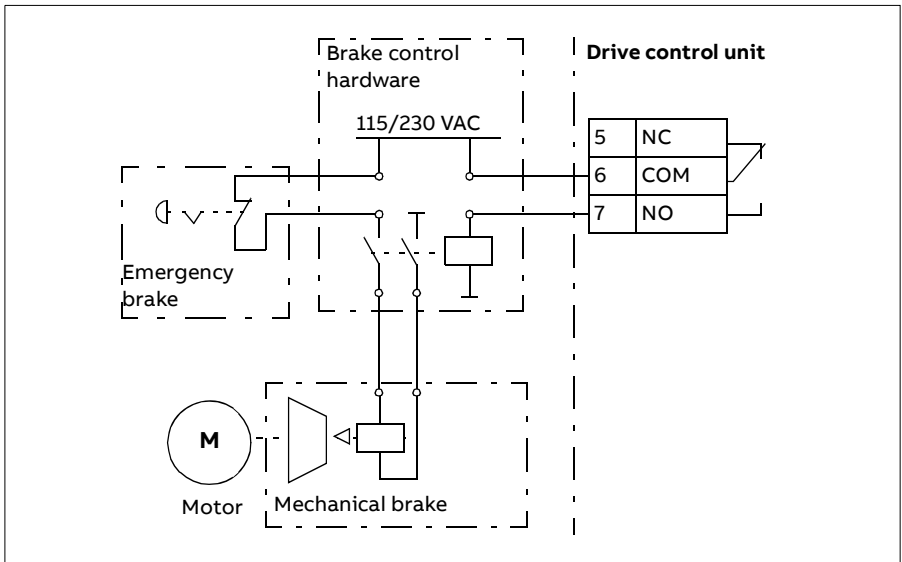 Brake control
hardware
Drive control unit
115/230 VAC
5 NC
6 COM
7 NO
Emergency
brake
M
Motor
Mechanical brake